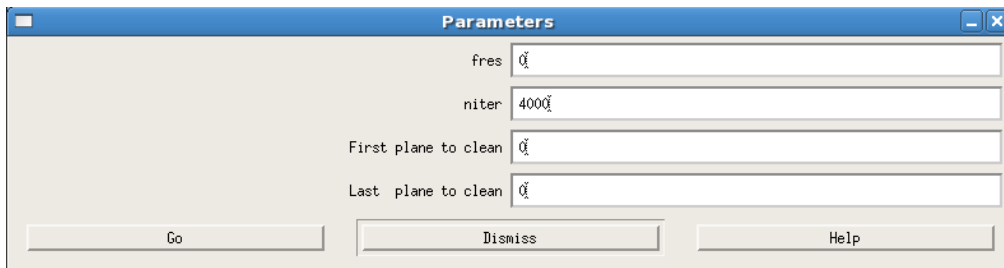 Parameters
fres 0
niter 4000
First plane to clean 0
Last plane to clean 0
Go Dismiss Help